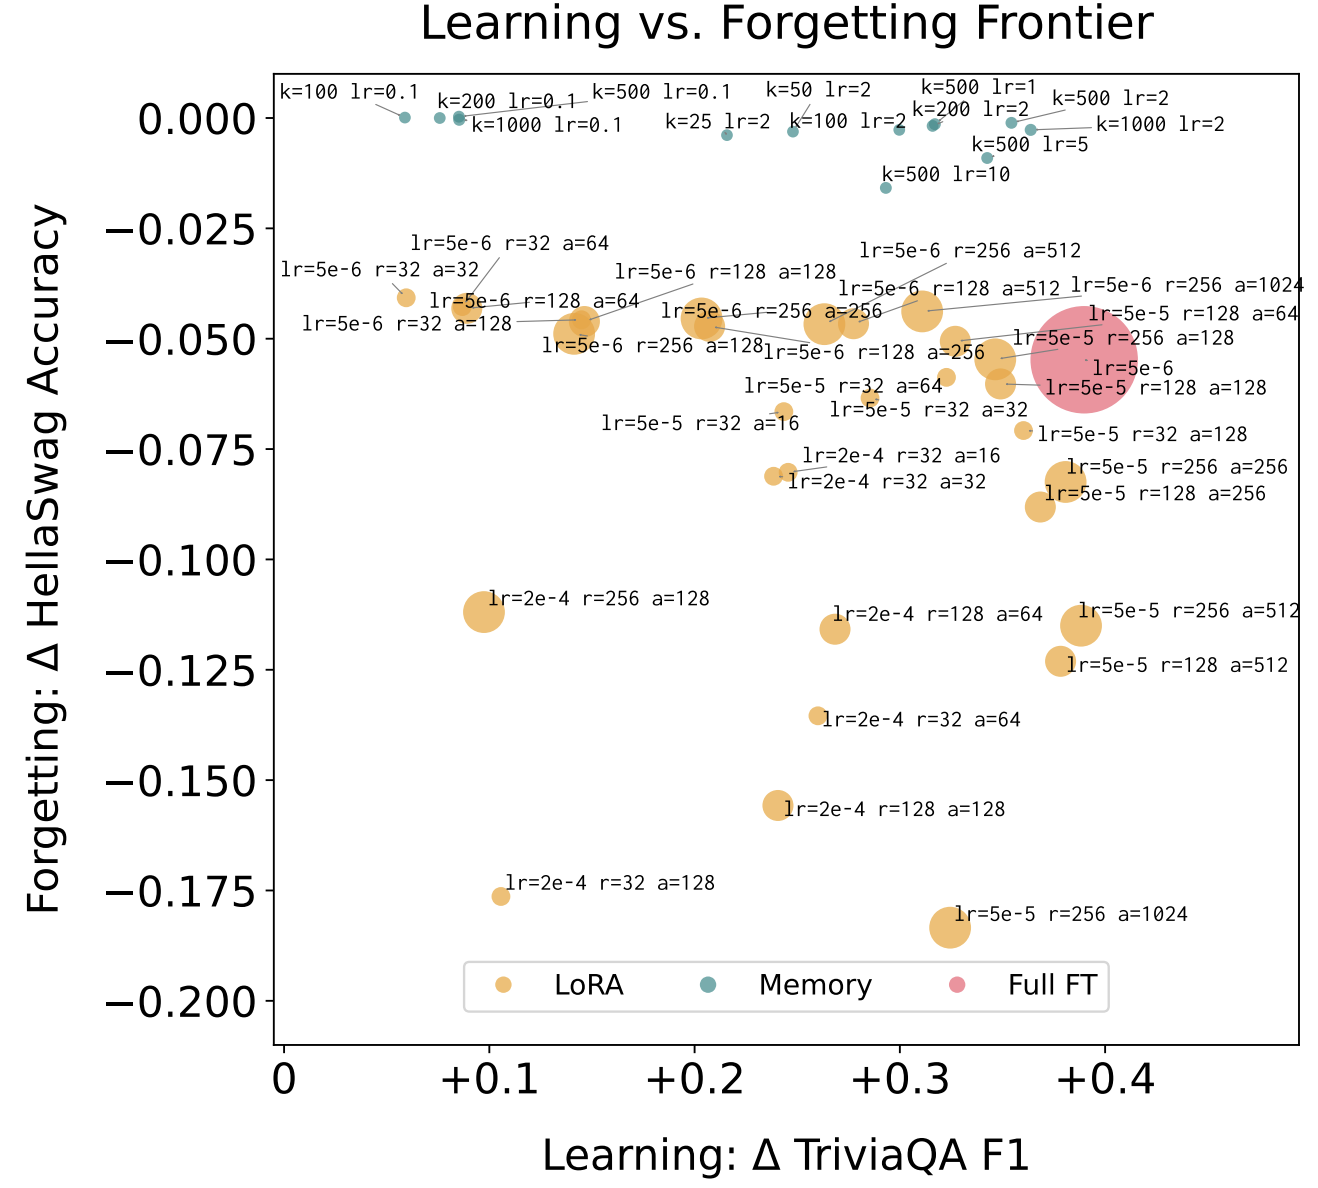 Learning vs. Forgetting Frontier
k=100 lr=0.1
k=200 lr=0.1
k=500 lr=0.1
k=1000 lr=0.1
k=50 lr=2
k=25 lr=2
k=100 lr=2
k=500 lr=1
k=200 lr=2
k=500 lr=2
k=1000 lr=2
k=500 lr=5
k=500 lr=10
lr=5e-6 r=32 a=64
lr=5e-6 r=32 a=32
lr=5e-6 r=128 a=64
lr=5e-6 r=32 a=128
lr=5e-6 r=128 a=128
lr=5e-6 r=256 a=128
lr=5e-6 r=256 a=256
lr=5e-6 r=128 a=256
lr=5e-6 r=256 a=512
lr=5e-6 r=128 a=512
lr=5e-6 r=256 a=1024
lr=5e-5 r=128 a=64
lr=5e-5 r=256 a=128
lr=5e-6
lr=5e-5 r=128 a=128
lr=5e-5 r=32 a=64
lr=5e-5 r=32 a=32
lr=5e-5 r=32 a=16
lr=5e-5 r=32 a=128
lr=2e-4 r=32 a=16
lr=2e-4 r=32 a=32
lr=5e-5 r=256 a=256
lr=5e-5 r=128 a=256
lr=2e-4 r=256 a=128
lr=2e-4 r=128 a=64
lr=5e-5 r=256 a=512
lr=5e-5 r=128 a=512
lr=2e-4 r=32 a=64
lr=2e-4 r=128 a=128
lr=2e-4 r=32 a=128
lr=5e-5 r=256 a=1024
LoRA
Memory
Full FT
0.000
−0.025
−0.050
−0.075
−0.100
−0.125
−0.150
−0.175
−0.200
Forgetting: Δ HellaSwag Accuracy
0
+0.1
+0.2
+0.3
+0.4
Learning: Δ TriviaQA F1